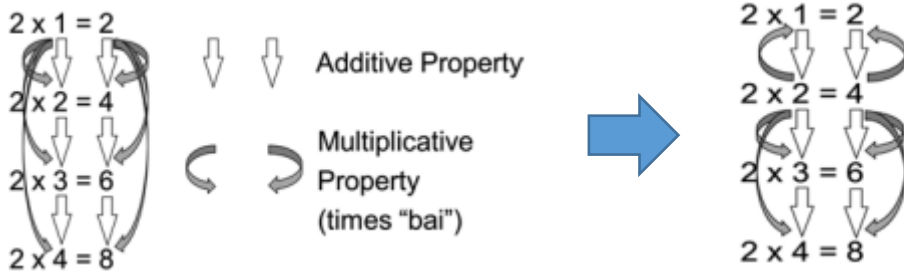 2 x 1 = 2
2 x 2 = 4
2 x 3 = 6
2 x 4 = 8
Additive Property
Multiplicative
Property
(times “bai”)
2 x 1 = 2
2 x 2 = 4
2 x 3 = 6
2 x 4 = 8